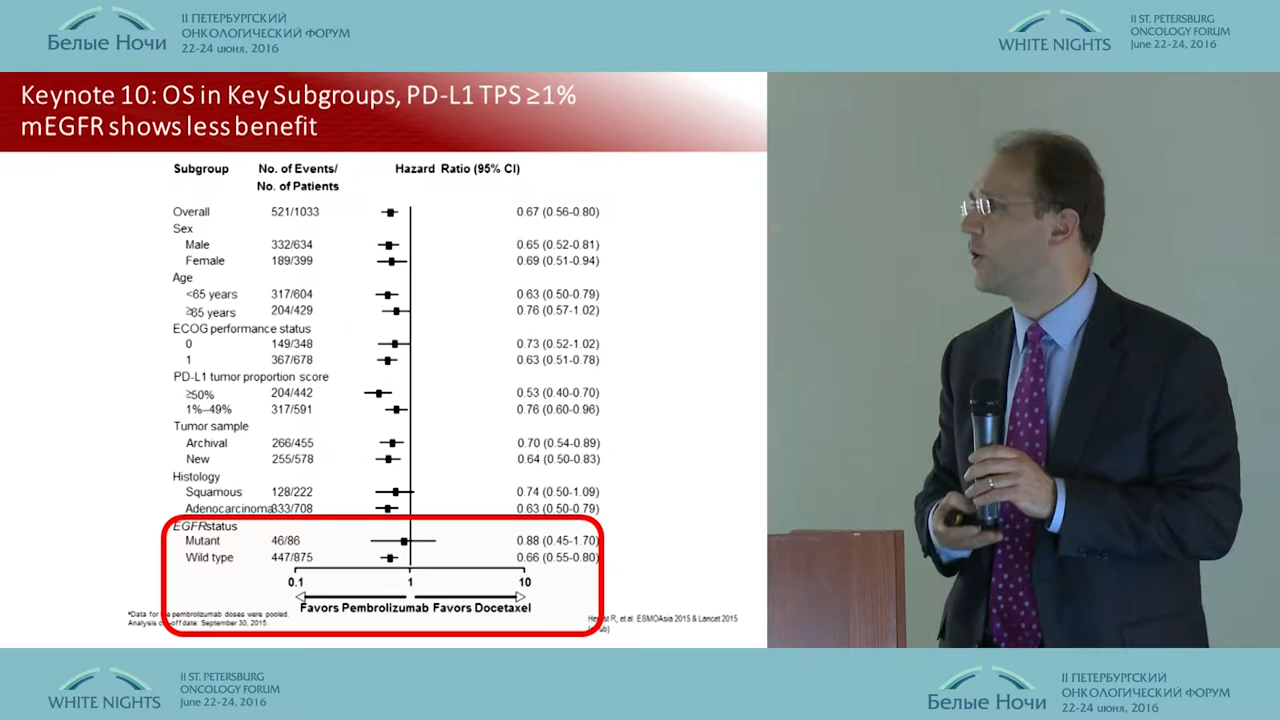 II ПЕТЕРБУРГСКИЙ
ОНКОЛОГИЧЕСКИЙ ФОРУМ
Белые Ночи
22-24 июня, 2016
II ST. PETERSBURG
ONCOLOGY FORUM
WHITE NIGHTS
June 22-24, 2016
Keynote 10: OS in Key Subgroups, PD-L1 TPS ≥1%
mEGFR shows less benefit
Subgroup No. of Events/ Hazard Ratio (95% CI)
No. of Patients
Overall 521/1033 0.67 (0.56-0.80)
Sex
Male 332/634 0.65 (0.52-0.81)
Female 189/399 0.69 (0.51-0.94)
Age
<65 years 317/604 0.63 (0.50-0.79)
≥65 years 204/429 0.76 (0.57-1.02)
ECOG performance status
0 149/348 0.73 (0.52-1.02)
1 367/678 0.63 (0.51-0.78)
PD-L1 tumor proportion score
≥50% 204/442 0.53 (0.40-0.70)
1%–49% 317/591 0.76 (0.60-0.96)
Tumor sample
Archival 266/455 0.70 (0.54-0.89)
New 255/578 0.64 (0.50-0.83)
Histology
Squamous 128/222 0.74 (0.50-1.09)
Adenocarcinoma 333/708 0.63 (0.50-0.79)
EGFR status
Mutant 46/86 0.88 (0.45-1.70)
Wild type 447/875 0.66 (0.55-0.80)
0.1 1 10
Favors Pembrolizumab Favors Docetaxel
*Data for pembrolizumab doses were pooled.
Analysis date: September 30, 2015.
R, et al. ESMOAsia 2015 & Lancet 2015
WHITE NIGHTS
II ST. PETERSBURG
ONCOLOGY FORUM
June 22-24, 2016
Белые Ночи
II ПЕТЕРБУРГСКИЙ
ОНКОЛОГИЧЕСКИЙ ФОРУМ
22-24 июня, 2016